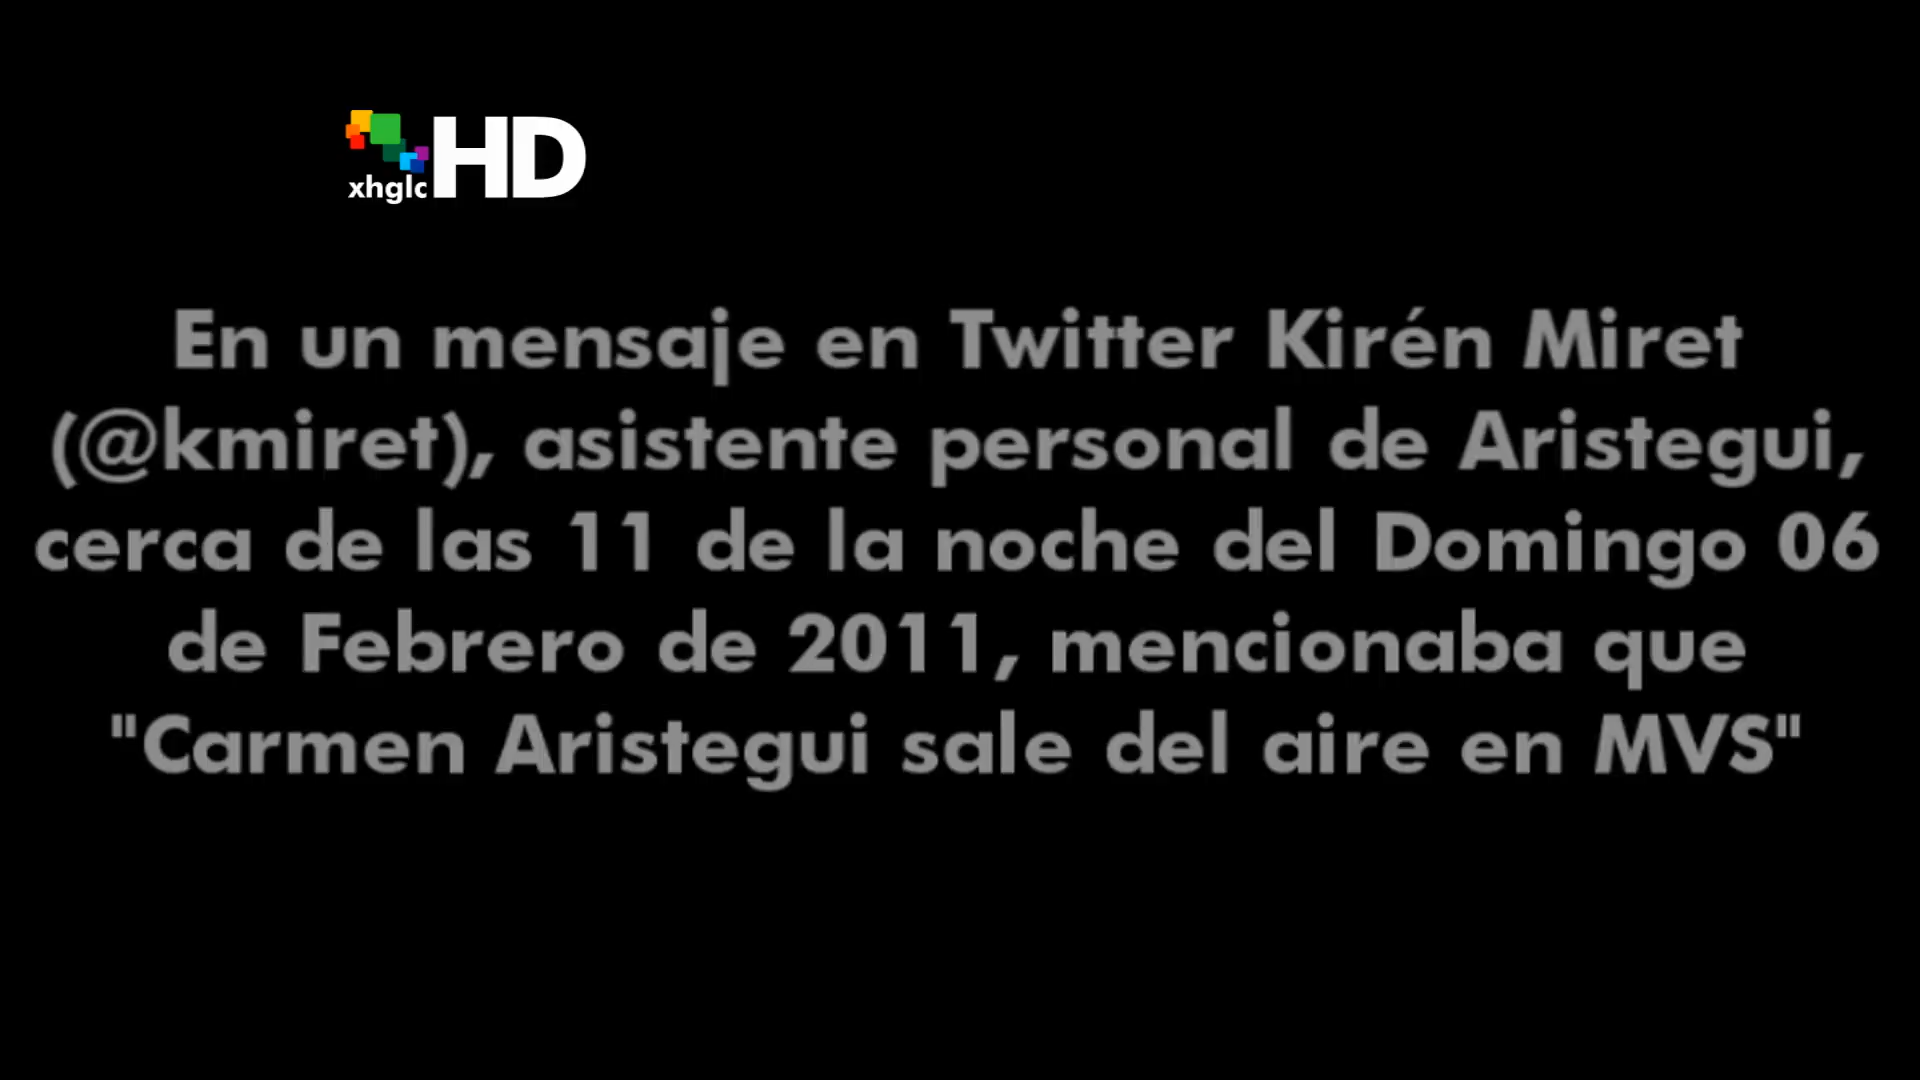 xhglc HD
En un mensaje en Twitter Kirén Miret
(@kmiret), asistente personal de Aristegui,
cerca de las 11 de la noche del Domingo 06
de Febrero de 2011, mencionaba que
"Carmen Aristegui sale del aire en MVS"